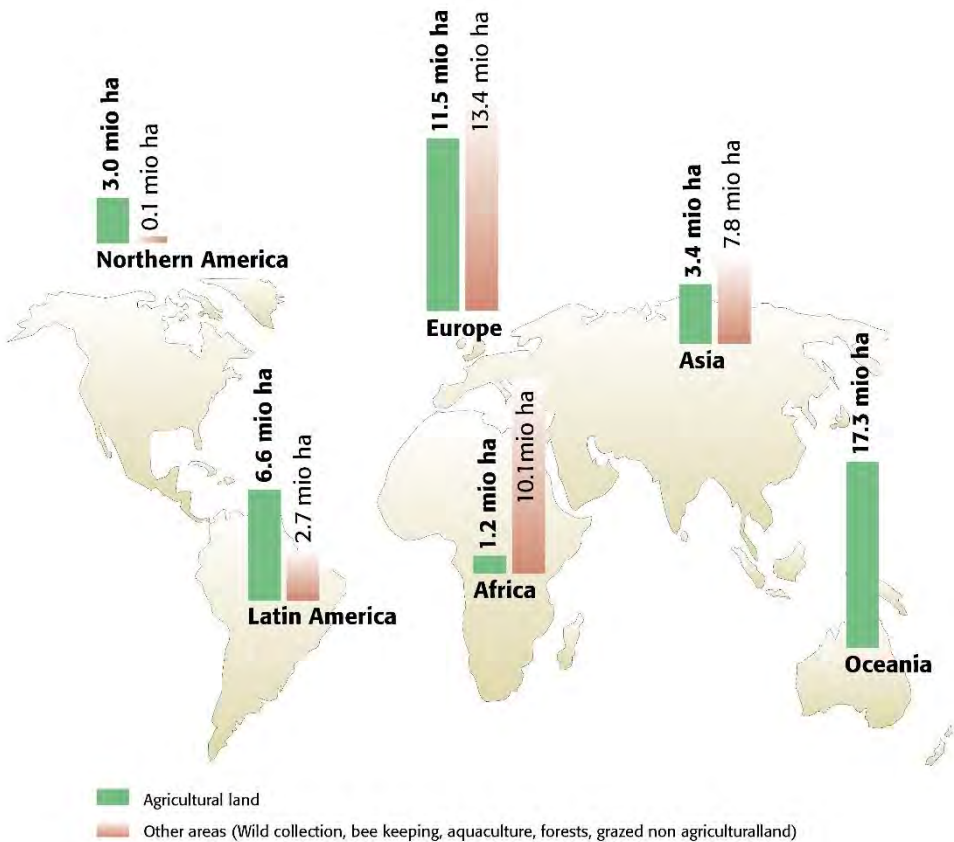 3.0 mio ha
0.1 mio ha
Northern America
11.5 mio ha
13.4 mio ha
Europe
3.4 mio ha
7.8 mio ha
Asia
6.6 mio ha
2.7 mio ha
Latin America
1.2 mio ha
10.1mio ha
Africa
17.3 mio ha
Oceania
Agricultural land
Other areas (Wild collection, bee keeping, aquaculture, forests, grazed non agriculturalland)